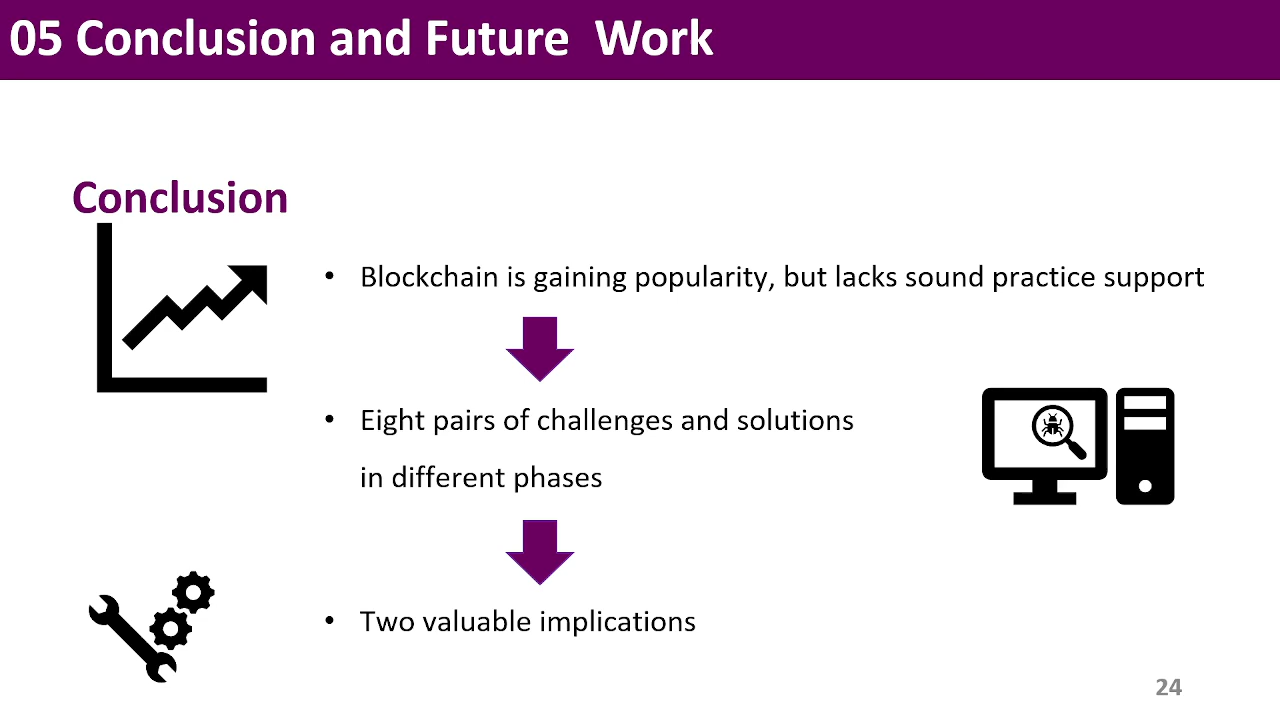 05 Conclusion and Future  Work
Conclusion
• Blockchain is gaining popularity, but lacks sound practice support
• Eight pairs of challenges and solutions
in different phases
• Two valuable implications
24